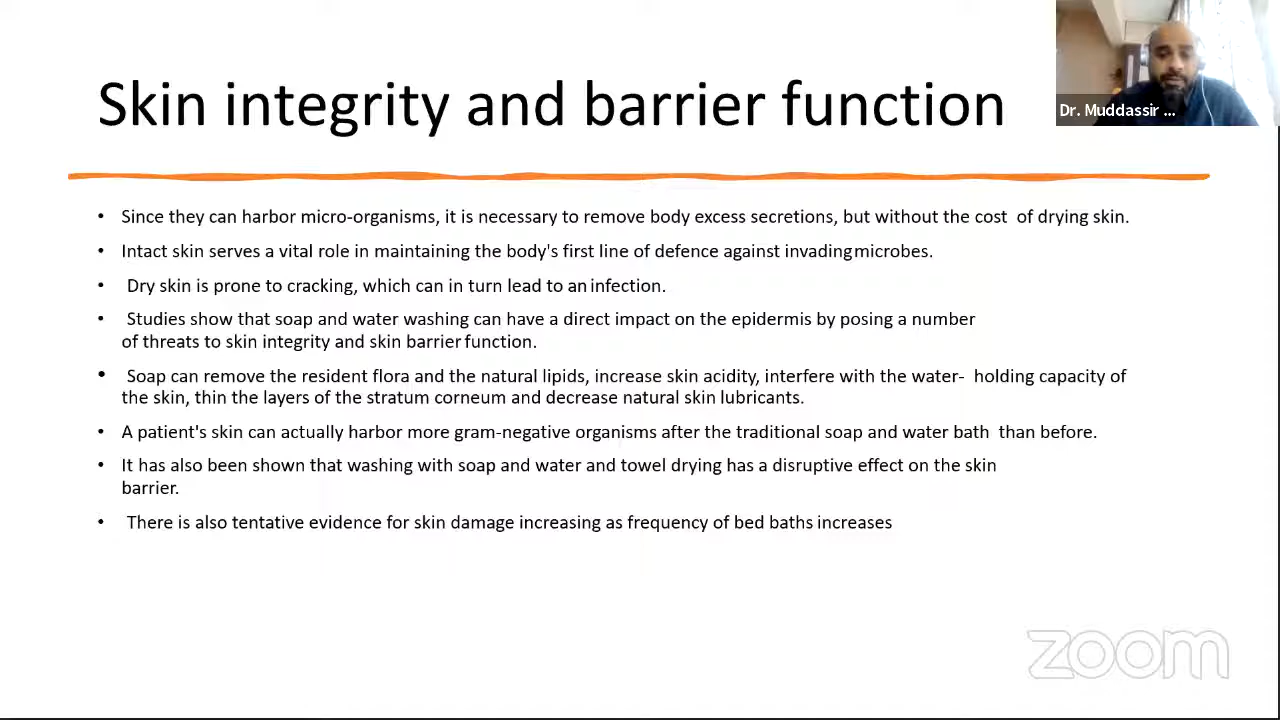 Skin integrity and barrier function
Dr. Muddassir ...
• Since they can harbor micro-organisms, it is necessary to remove body excess secretions, but without the cost of drying skin.
• Intact skin serves a vital role in maintaining the body's first line of defence against invading microbes.
• Dry skin is prone to cracking, which can in turn lead to an infection.
• Studies show that soap and water washing can have a direct impact on the epidermis by posing a number
of threats to skin integrity and skin barrier function.
• Soap can remove the resident flora and the natural lipids, increase skin acidity, interfere with the water- holding capacity of
the skin, thin the layers of the stratum corneum and decrease natural skin lubricants.
• A patient's skin can actually harbor more gram-negative organisms after the traditional soap and water bath than before.
• It has also been shown that washing with soap and water and towel drying has a disruptive effect on the skin
barrier.
• There is also tentative evidence for skin damage increasing as frequency of bed baths increases
zoom